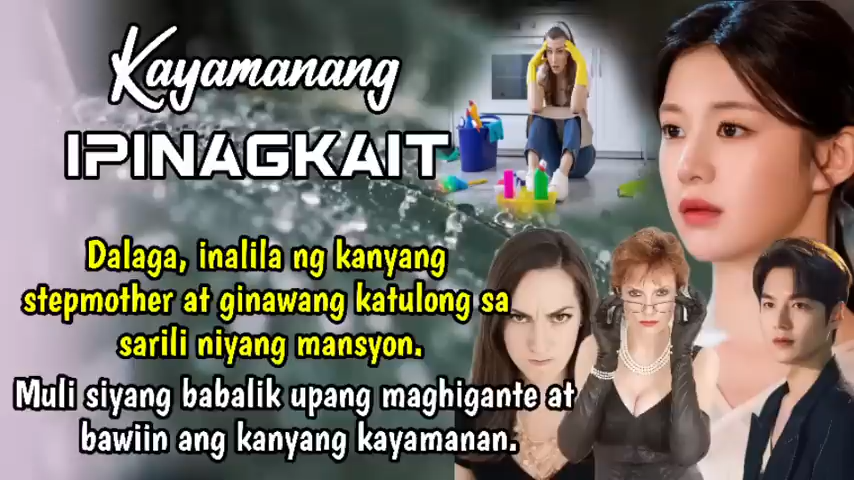 Kayamanang
IPINAGKAIT
Dalaga, inalila ng kanyang
stepmother at ginawang katulong sa
sarili niyang mansyon.
Muli siyang babalik upang maghigante at
bawiin ang kanyang kayamanan.